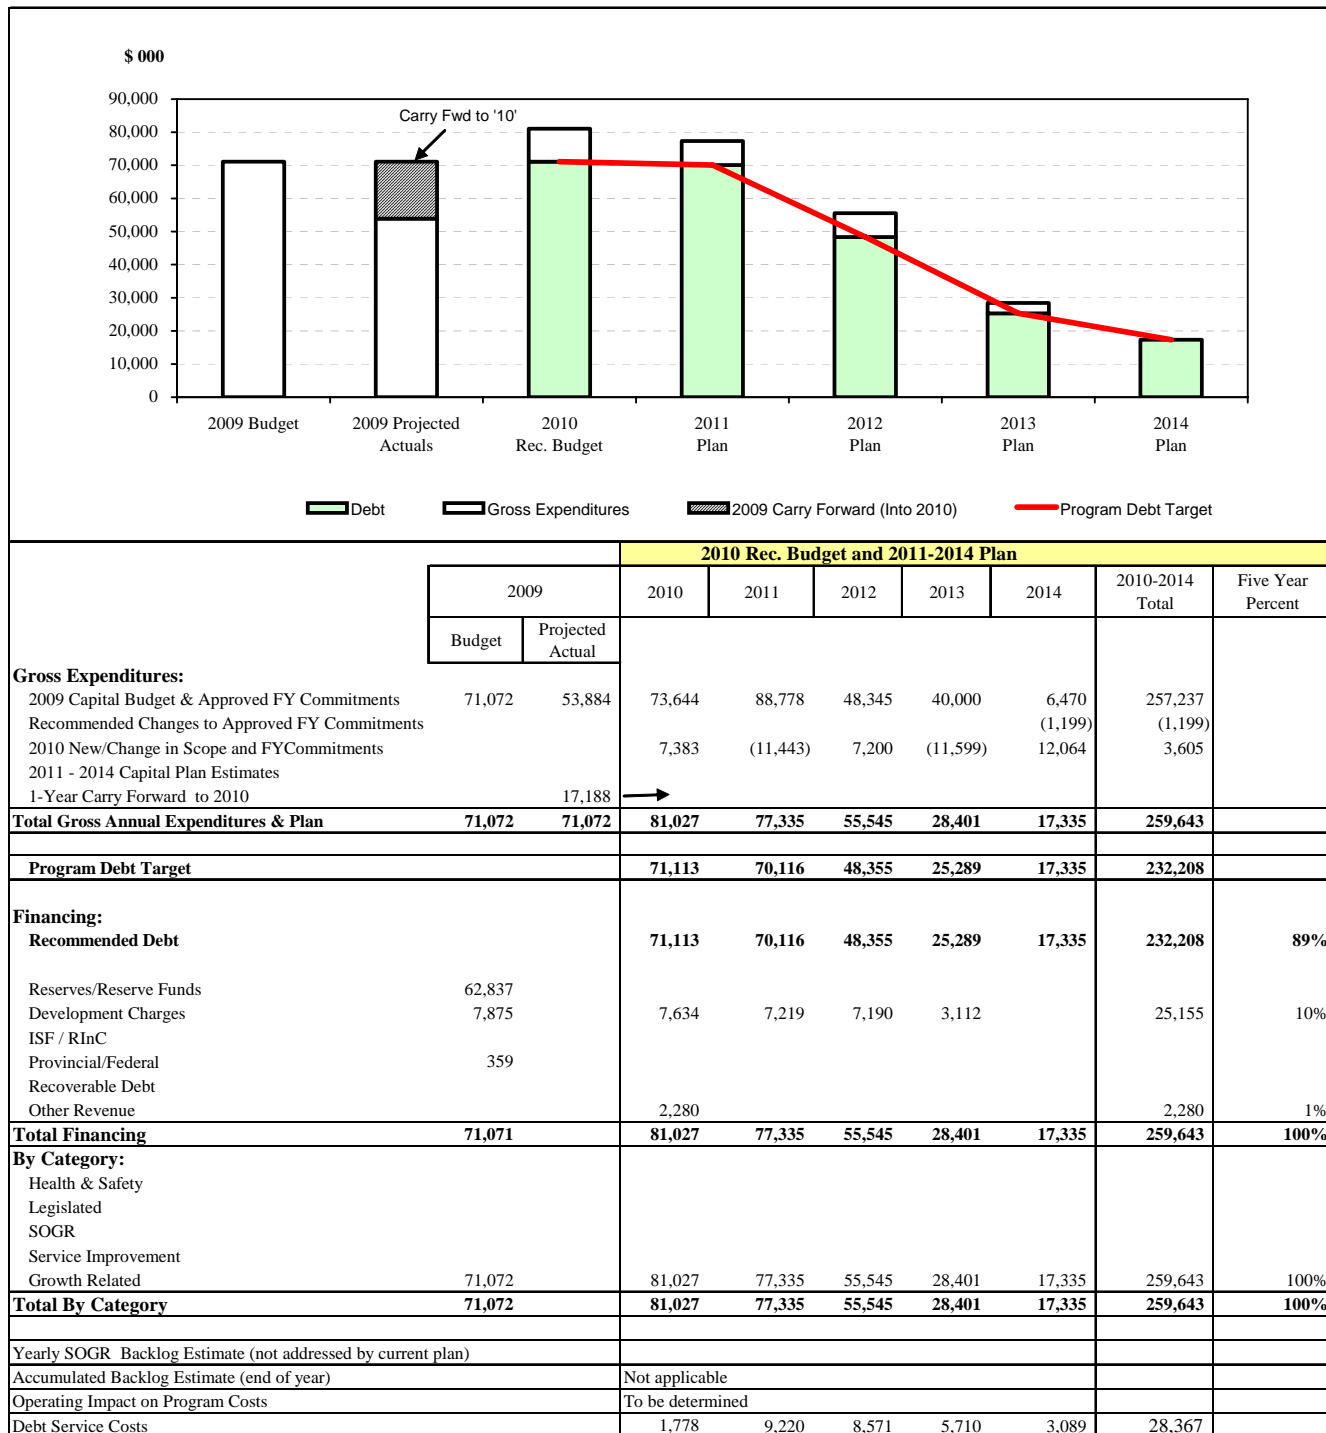 $ 000
90,000
80,000
70,000
60,000
50,000
40,000
30,000
20,000
10,000
0
Carry Fwd to '10'
2009 Budget 2009 Projected Actuals 2010 Rec. Budget 2011 Plan 2012 Plan 2013 Plan 2014 Plan
Debt Gross Expenditures 2009 Carry Forward (Into 2010) Program Debt Target
2010 Rec. Budget and 2011-2014 Plan
2009 2010 2011 2012 2013 2014 2010-2014 Total Five Year Percent
Budget Projected Actual
Gross Expenditures:
2009 Capital Budget & Approved FY Commitments 71,072 53,884 73,644 88,778 48,345 40,000 6,470 257,237
Recommended Changes to Approved FY Commitments (1,199) (1,199)
2010 New/Change in Scope and FYCommitments 7,383 (11,443) 7,200 (11,599) 12,064 3,605
2011 - 2014 Capital Plan Estimates
1-Year Carry Forward to 2010 17,188
Total Gross Annual Expenditures & Plan 71,072 71,072 81,027 77,335 55,545 28,401 17,335 259,643
Program Debt Target 71,113 70,116 48,355 25,289 17,335 232,208
Financing:
Recommended Debt 71,113 70,116 48,355 25,289 17,335 232,208 89%
Reserves/Reserve Funds 62,837
Development Charges 7,875 7,634 7,219 7,190 3,112 25,155 10%
ISF / RInC
Provincial/Federal 359
Recoverable Debt
Other Revenue 2,280 2,280 1%
Total Financing 71,071 81,027 77,335 55,545 28,401 17,335 259,643 100%
By Category:
Health & Safety
Legislated
SOGR
Service Improvement
Growth Related 71,072 81,027 77,335 55,545 28,401 17,335 259,643 100%
Total By Category 71,072 81,027 77,335 55,545 28,401 17,335 259,643 100%
Yearly SOGR Backlog Estimate (not addressed by current plan)
Accumulated Backlog Estimate (end of year) Not applicable
Operating Impact on Program Costs To be determined
Debt Service Costs 1,778 9,220 8,571 5,710 3,089 28,367